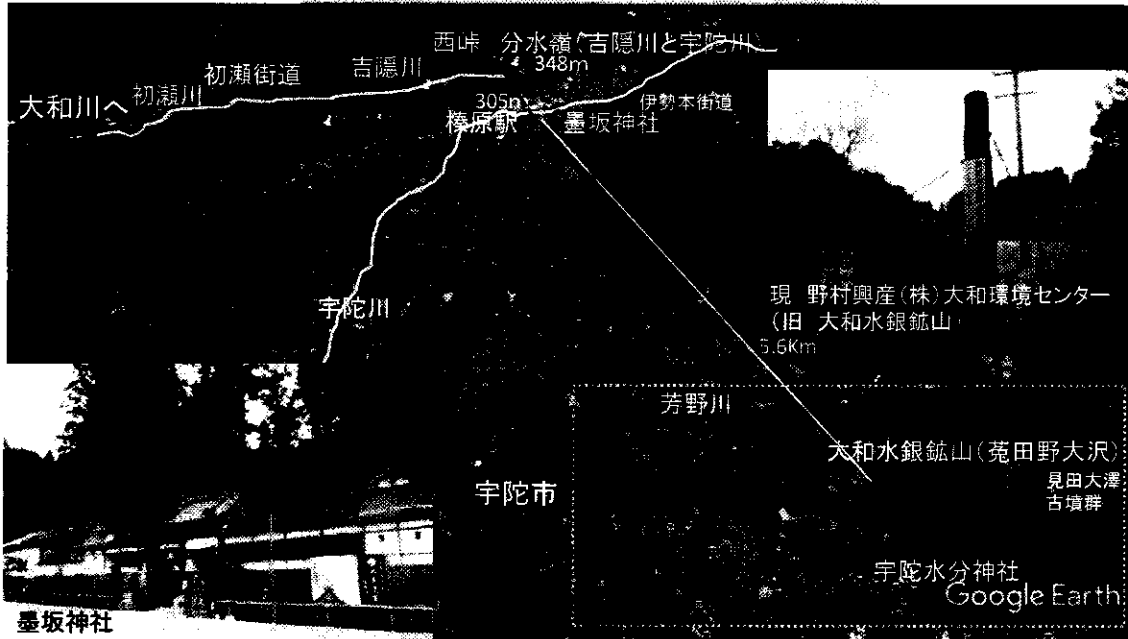 西峠 分水嶺(吉隠川と宇陀川)
348m
吉隠川
初瀬街道
初瀬川
大和川へ
305m
伊勢本街道
榛原駅
墨坂神社
宇陀川
現 野村興産(株)大和環境センター
(旧 大和水銀鉱山
6.6Km
芳野川
大和水銀鉱山(菟田野大沢)
見田大澤
古墳群
宇陀市
宇陀水分神社
Google Earth
墨坂神社